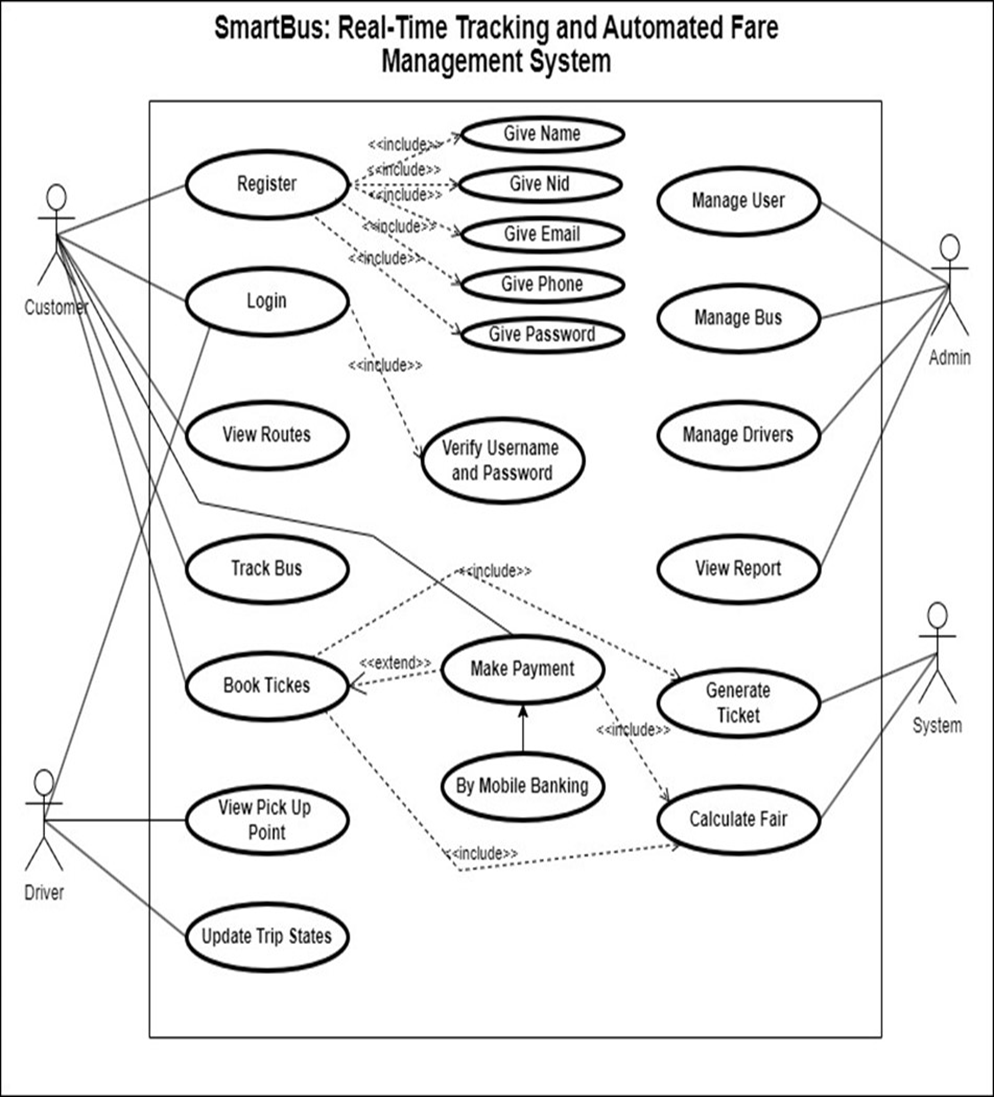 SmartBus: Real-Time Tracking and Automated Fare
Management System
Customer
Register
<<include>>
<<include>>
<<include>>
<<include>>
<<include>>
Give Name
Give Nid
Give Email
Give Phone
Give Password
Manage User
Login
<<include>>
Manage Bus
Admin
View Routes
Verify Username
and Password
Manage Drivers
Track Bus
<<include>>
View Report
Book Tickes
<<extend>>
Make Payment
<<include>>
Generate
Ticket
System
By Mobile Banking
View Pick Up
Point
<<include>>
Calculate Fair
Driver
Update Trip States